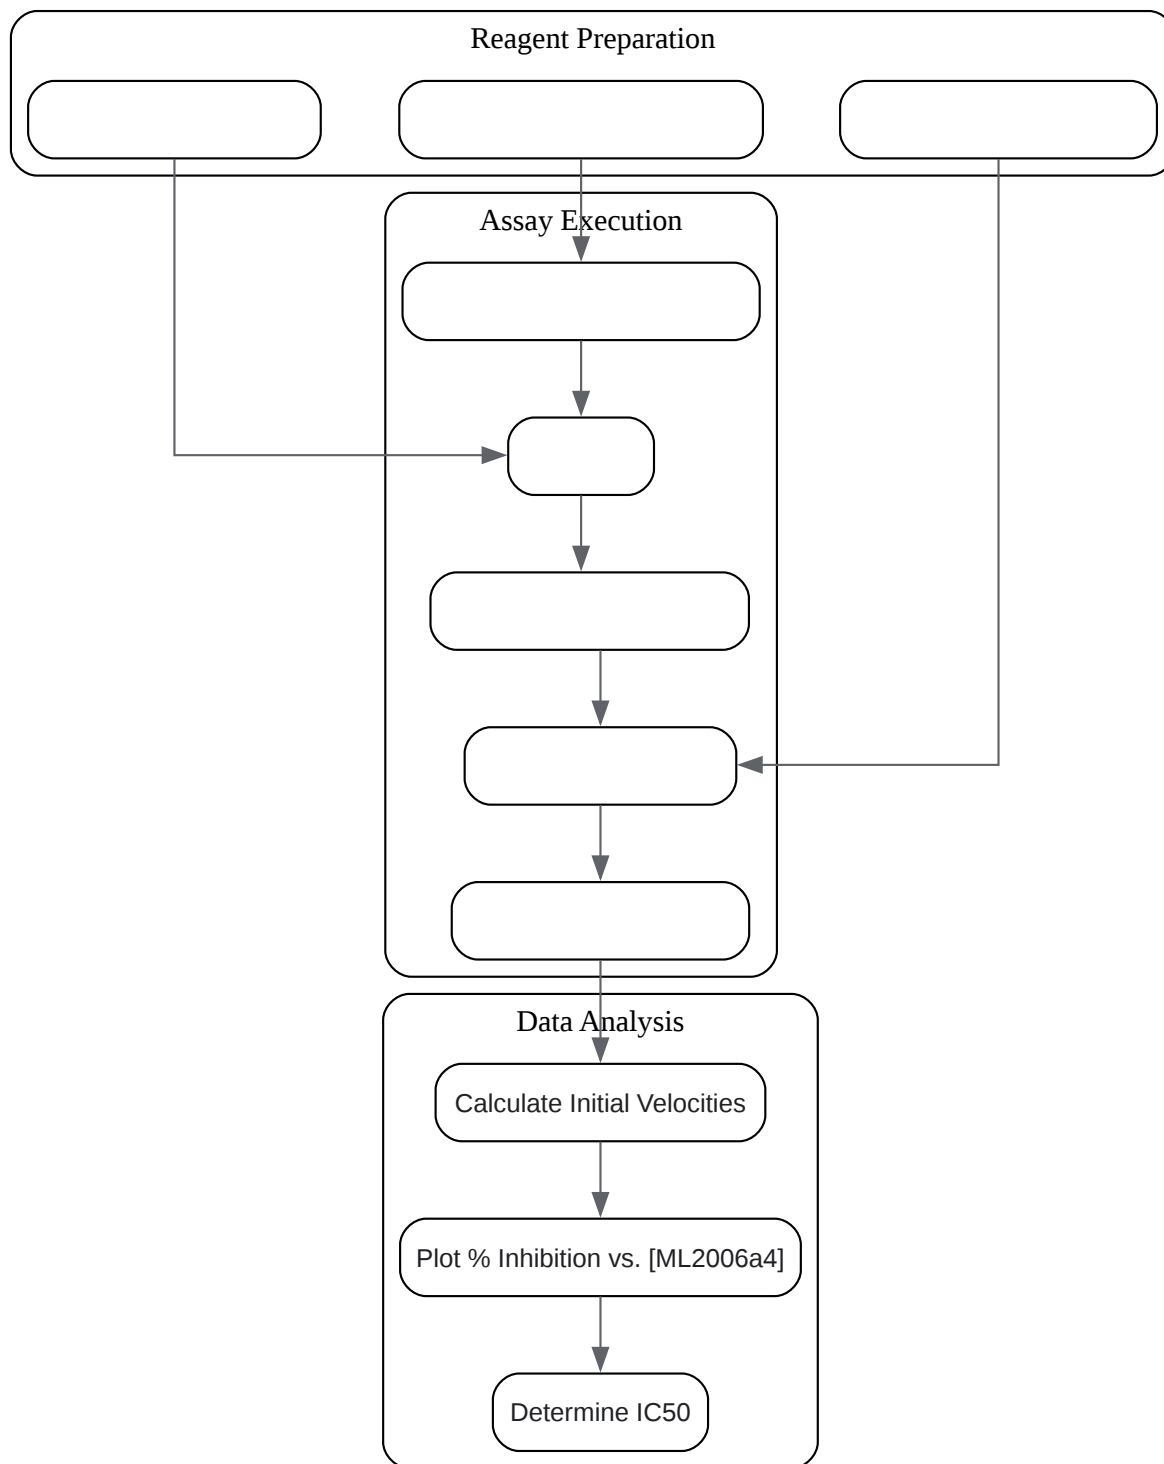 Reagent Preparation
Assay Execution
Data Analysis
Calculate Initial Velocities
Plot % Inhibition vs. [ML2006a4]
Determine IC50